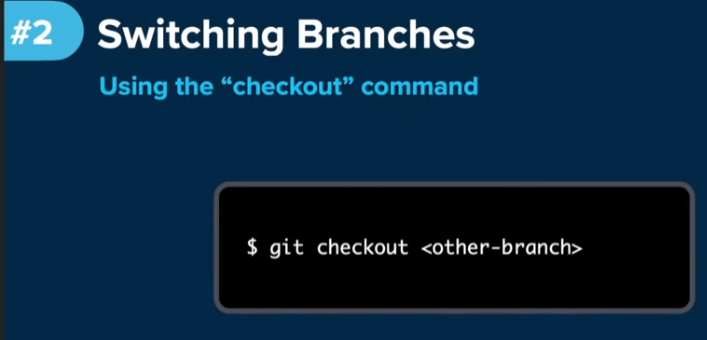 #2
Switching Branches
Using the “checkout” command
$ git checkout <other-branch>